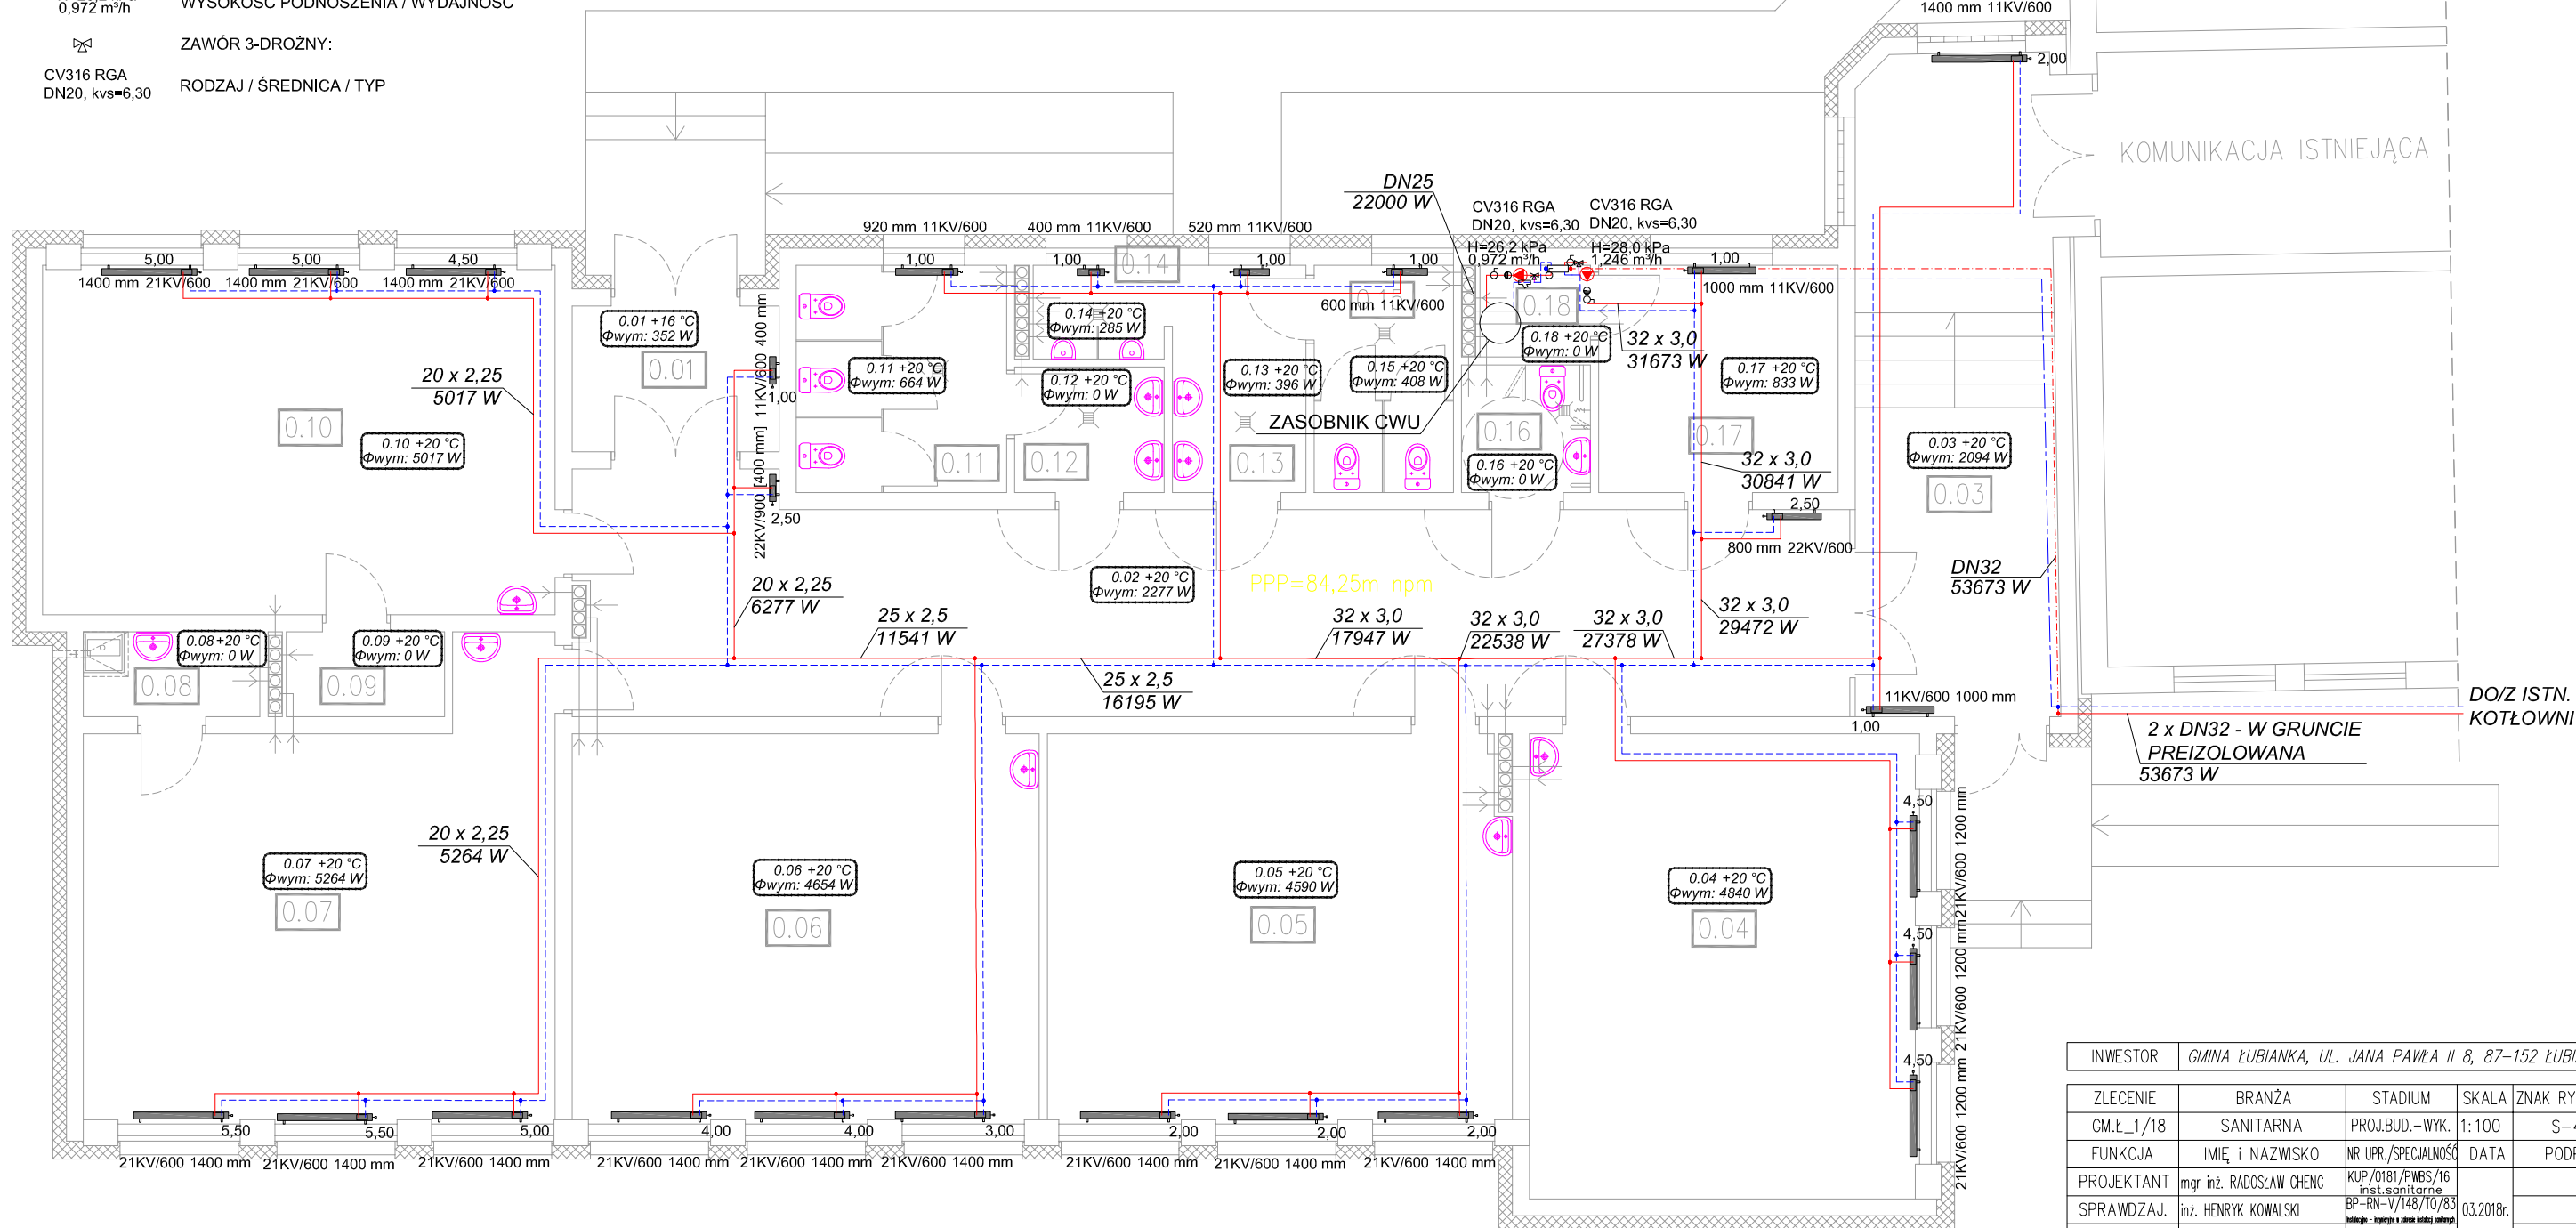 0,972 m³/h
WYSOKOŚĆ PODNOSZENIA / WYDAJNOŚĆ
ZAWÓR 3-DROŻNY:
CV316 RGA
DN20, kvs=6,30
RODZAJ / ŚREDNICA / TYP
1400 mm 11KV/600
2,00
KOMUNIKACJA ISTNIEJĄCA
DN25
22000 W
CV316 RGA
DN20, kvs=6,30
CV316 RGA
DN20, kvs=6,30
H=26,2 kPa
0,972 m³/h
H=28,0 kPa
1,246 m³/h
920 mm 11KV/600
400 mm 11KV/600
520 mm 11KV/600
5,00
5,00
4,50
1,00
1,00
1,00
1,00
1,00
0.14
1400 mm 21KV/600
1400 mm 21KV/600
1400 mm 21KV/600
600 mm 11KV/600
1000 mm 11KV/600
0.18
0.01 +16 °C
Φwym: 352 W
0.01
0.14 +20 °C
Φwym: 285 W
0.18 +20 °C
Φwym: 0 W
32 x 3,0
31673 W
0.11 +20 °C
Φwym: 664 W
0.12 +20 °C
Φwym: 0 W
0.13 +20 °C
Φwym: 396 W
0.15 +20 °C
Φwym: 408 W
0.17 +20 °C
Φwym: 833 W
20 x 2,25
5017 W
1,00
22KV/900 [400 mm] 11KV/600 400 mm
2,50
ZASOBNIK CWU
0.10
0.10 +20 °C
Φwym: 5017 W
0.11
0.12
0.13
0.16
0.16 +20 °C
Φwym: 0 W
0.17
32 x 3,0
30841 W
0.03 +20 °C
Φwym: 2094 W
0.03
2,50
800 mm 22KV/600
0.02 +20 °C
Φwym: 2277 W
PPP=84,25m npm
DN32
53673 W
20 x 2,25
6277 W
25 x 2,5
11541 W
32 x 3,0
17947 W
32 x 3,0
22538 W
32 x 3,0
27378 W
32 x 3,0
29472 W
0.08+20 °C
Φwym: 0 W
0.09 +20 °C
Φwym: 0 W
0.08
0.09
25 x 2,5
16195 W
11KV/600 1000 mm
1,00
DO/Z ISTN.
KOTŁOWNI
2 x DN32 - W GRUNCIE
PREIZOLOWANA
53673 W
20 x 2,25
5264 W
0.07 +20 °C
Φwym: 5264 W
0.07
0.06 +20 °C
Φwym: 4654 W
0.06
0.05 +20 °C
Φwym: 4590 W
0.05
0.04 +20 °C
Φwym: 4840 W
0.04
4,50
4,50
4,50
21KV/600 1200 mm
21KV/600 1200 mm
21KV/600 1200 mm
5,50
5,50
5,00
4,00
4,00
3,00
2,00
2,00
2,00
21KV/600 1400 mm
21KV/600 1400 mm
21KV/600 1400 mm
21KV/600 1400 mm
21KV/600 1400 mm
21KV/600 1400 mm
21KV/600 1400 mm
21KV/600 1400 mm
21KV/600 1400 mm
INWESTOR GMINA ŁUBIANKA, UL. JANA PAWŁA II 8, 87-152
ZLECENIE BRANŻA STADIUM SKALA ZNAK
GM.Ł_1/18 SANITARNA PROJ.BUD.-WYK. 1:100
FUNKCJA IMIĘ i NAZWISKO NR UPR./SPECJALNOŚĆ DATA
PROJEKTANT mgr inż. RADOSŁAW CHENC KUP/0181/PWBS/16
inst.sanitarne
SPRAWDZAJ. inż. HENRYK KOWALSKI BP-RN-V/148/TO/83 03.2018r.